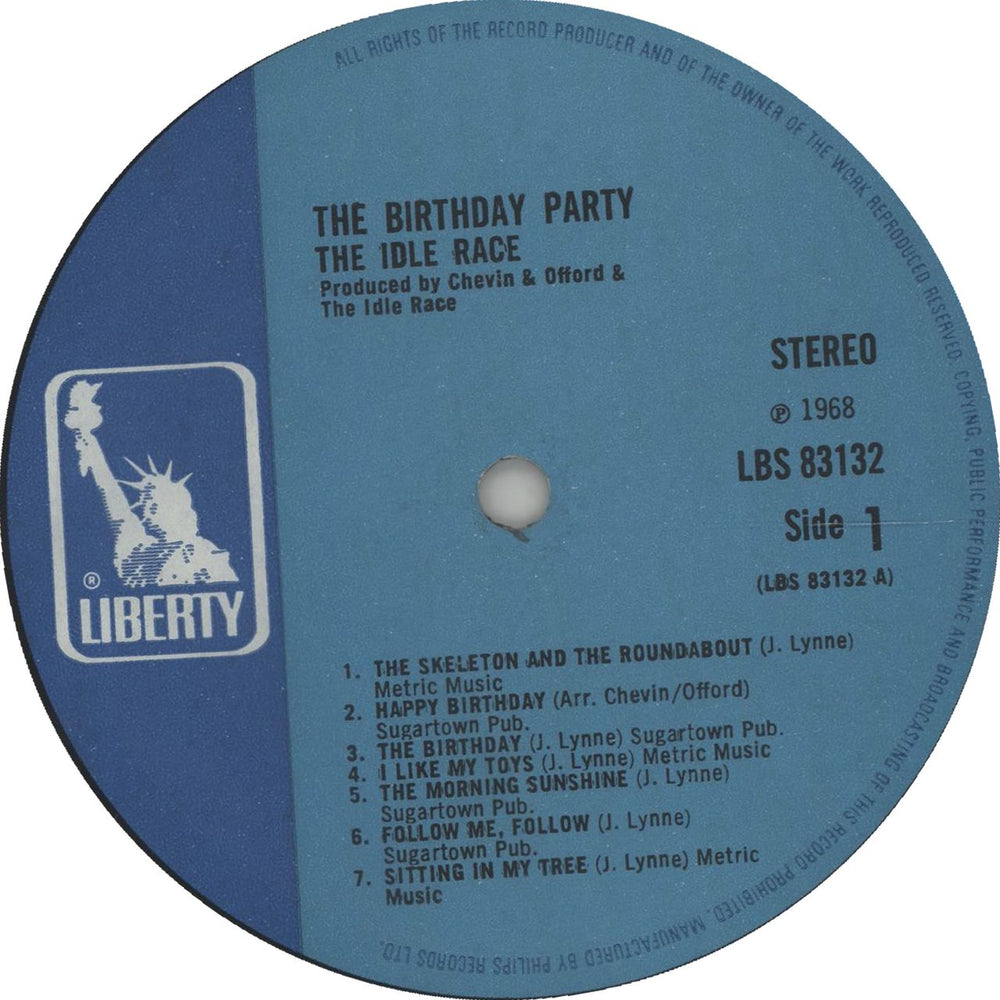 ALL RIGHTS OF THE RECORD PRODUCER AND OF THE OWNER OF THE WORK REPRODUCED RESERVED. COPYING, PUBLIC PERFORMANCE AND BROADCASTING OF THIS RECORD PROHIBITED. MANUFACTURED BY PHILIPS RECORDS LTD.
THE BIRTHDAY PARTY
THE IDLE RACE
Produced by Chevin & Offord &
The Idle Race
STEREO
℗ 1968
LBS 83132
Side 1
(LBS 83132 A)
®
LIBERTY
1. THE SKELETON AND THE ROUNDABOUT (J. Lynne)
Metric Music
2. HAPPY BIRTHDAY (Arr. Chevin/Offord)
Sugartown Pub.
3. THE BIRTHDAY (J. Lynne) Sugartown Pub.
4. I LIKE MY TOYS (J. Lynne) Metric Music
5. THE MORNING SUNSHINE (J. Lynne)
Sugartown Pub.
6. FOLLOW ME, FOLLOW (J. Lynne)
Sugartown Pub.
7. SITTING IN MY TREE (J. Lynne) Metric
Music